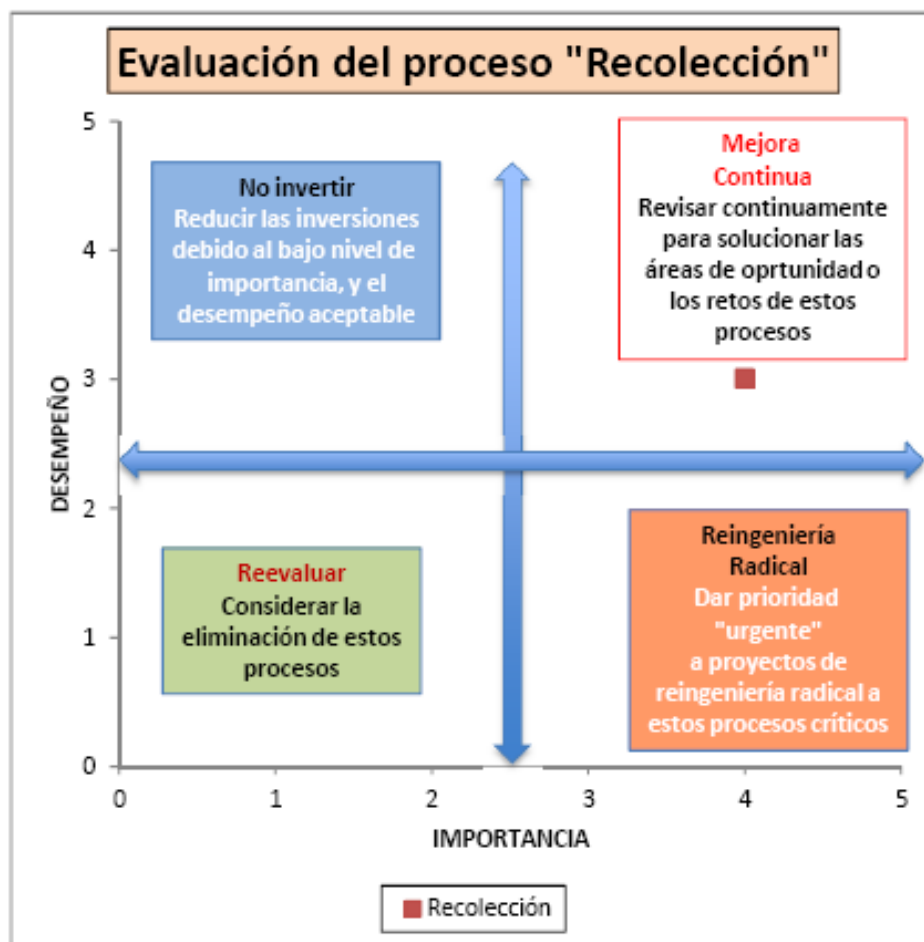 Evaluación del proceso "Recolección"
5
4
3
2
1
0
DESEMPEÑO
No invertir
Reducir las inversiones
debido al bajo nivel de
importancia, y el
desempeño aceptable
Mejora
Continua
Revisar continuamente
para solucionar las
áreas de oprtunidad o
los retos de estos
procesos
Reevaluar
Considerar la
eliminación de estos
procesos
Reingeniería
Radical
Dar prioridad
"urgente"
a proyectos de
reingeniería radical a
estos procesos críticos
0 1 2 3 4 5
IMPORTANCIA
Recolección